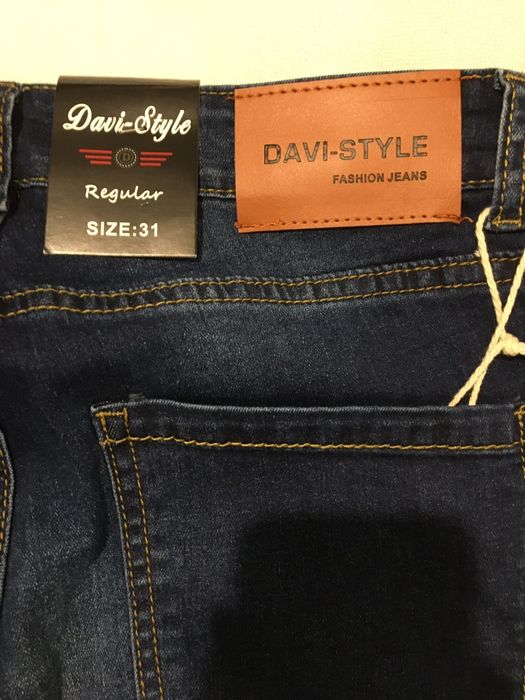 Davi-Style
D
Regular
SIZE:31
DAVI-STYLE
FASHION JEANS